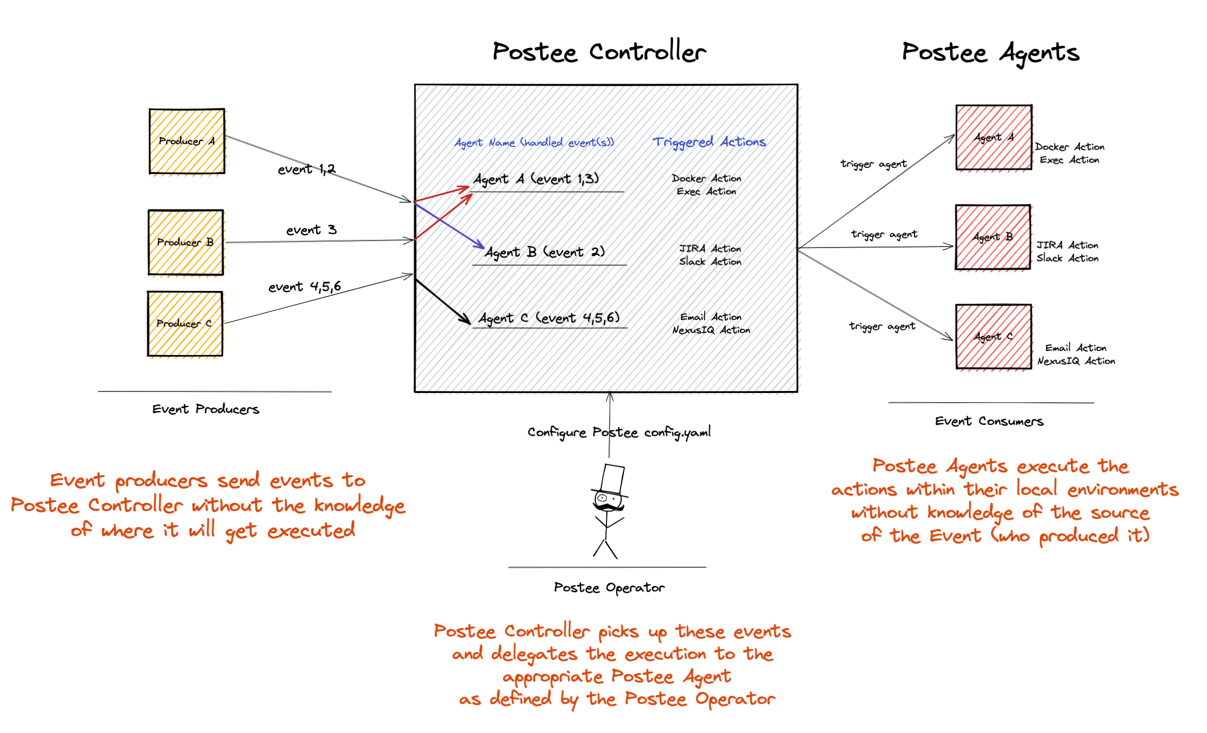 Postee Controller
Postee Agents
Producer A
Producer B
Producer C
event 1,2
event 3
event 4,5,6
Event Producers
Event producers send events to
Postee Controller without the knowledge
of where it will get executed
Agent Name (handled event(s))
Triggered Actions
Agent A (event 1,3)
Docker Action
Exec Action
Agent B (event 2)
JIRA Action
Slack Action
Agent C (event 4,5,6)
Email Action
NexusIQ Action
Configure Postee config.yaml
Postee Operator
Postee Controller picks up these events
and delegates the execution to the
appropriate Postee Agent
as defined by the Postee Operator
trigger agent
trigger agent
trigger agent
Agent A
Docker Action
Exec Action
Agent B
JIRA Action
Slack Action
Agent C
Email Action
NexusIQ Action
Event Consumers
Postee Agents execute the
actions within their local environments
without knowledge of the source
of the Event (who produced it)